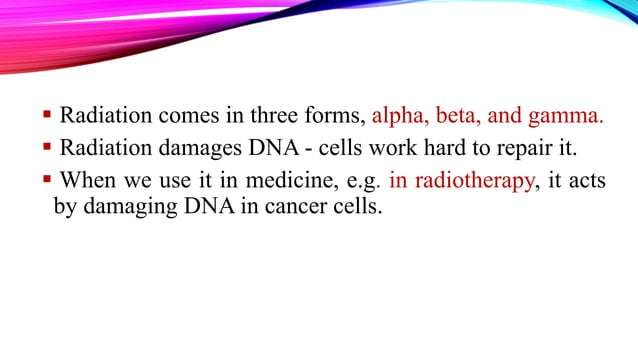 ▪ Radiation comes in three forms, alpha, beta, and gamma.
▪ Radiation damages DNA - cells work hard to repair it.
▪ When we use it in medicine, e.g. in radiotherapy, it acts
by damaging DNA in cancer cells.